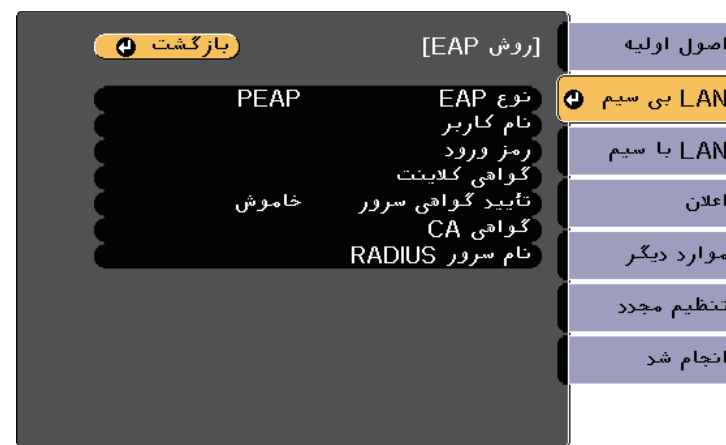 [روش EAP]
بازگشت
نوع EAP PEAP
نام کاربر
رمز ورود
گواهی کلاینت
تأیید گواهی سرور خاموش
گواهی CA
نام سرور RADIUS
اصول اولیه
LAN بی سیم
LAN با سیم
اعلان
موارد دیگر
تنظیم مجدد
انجام شد